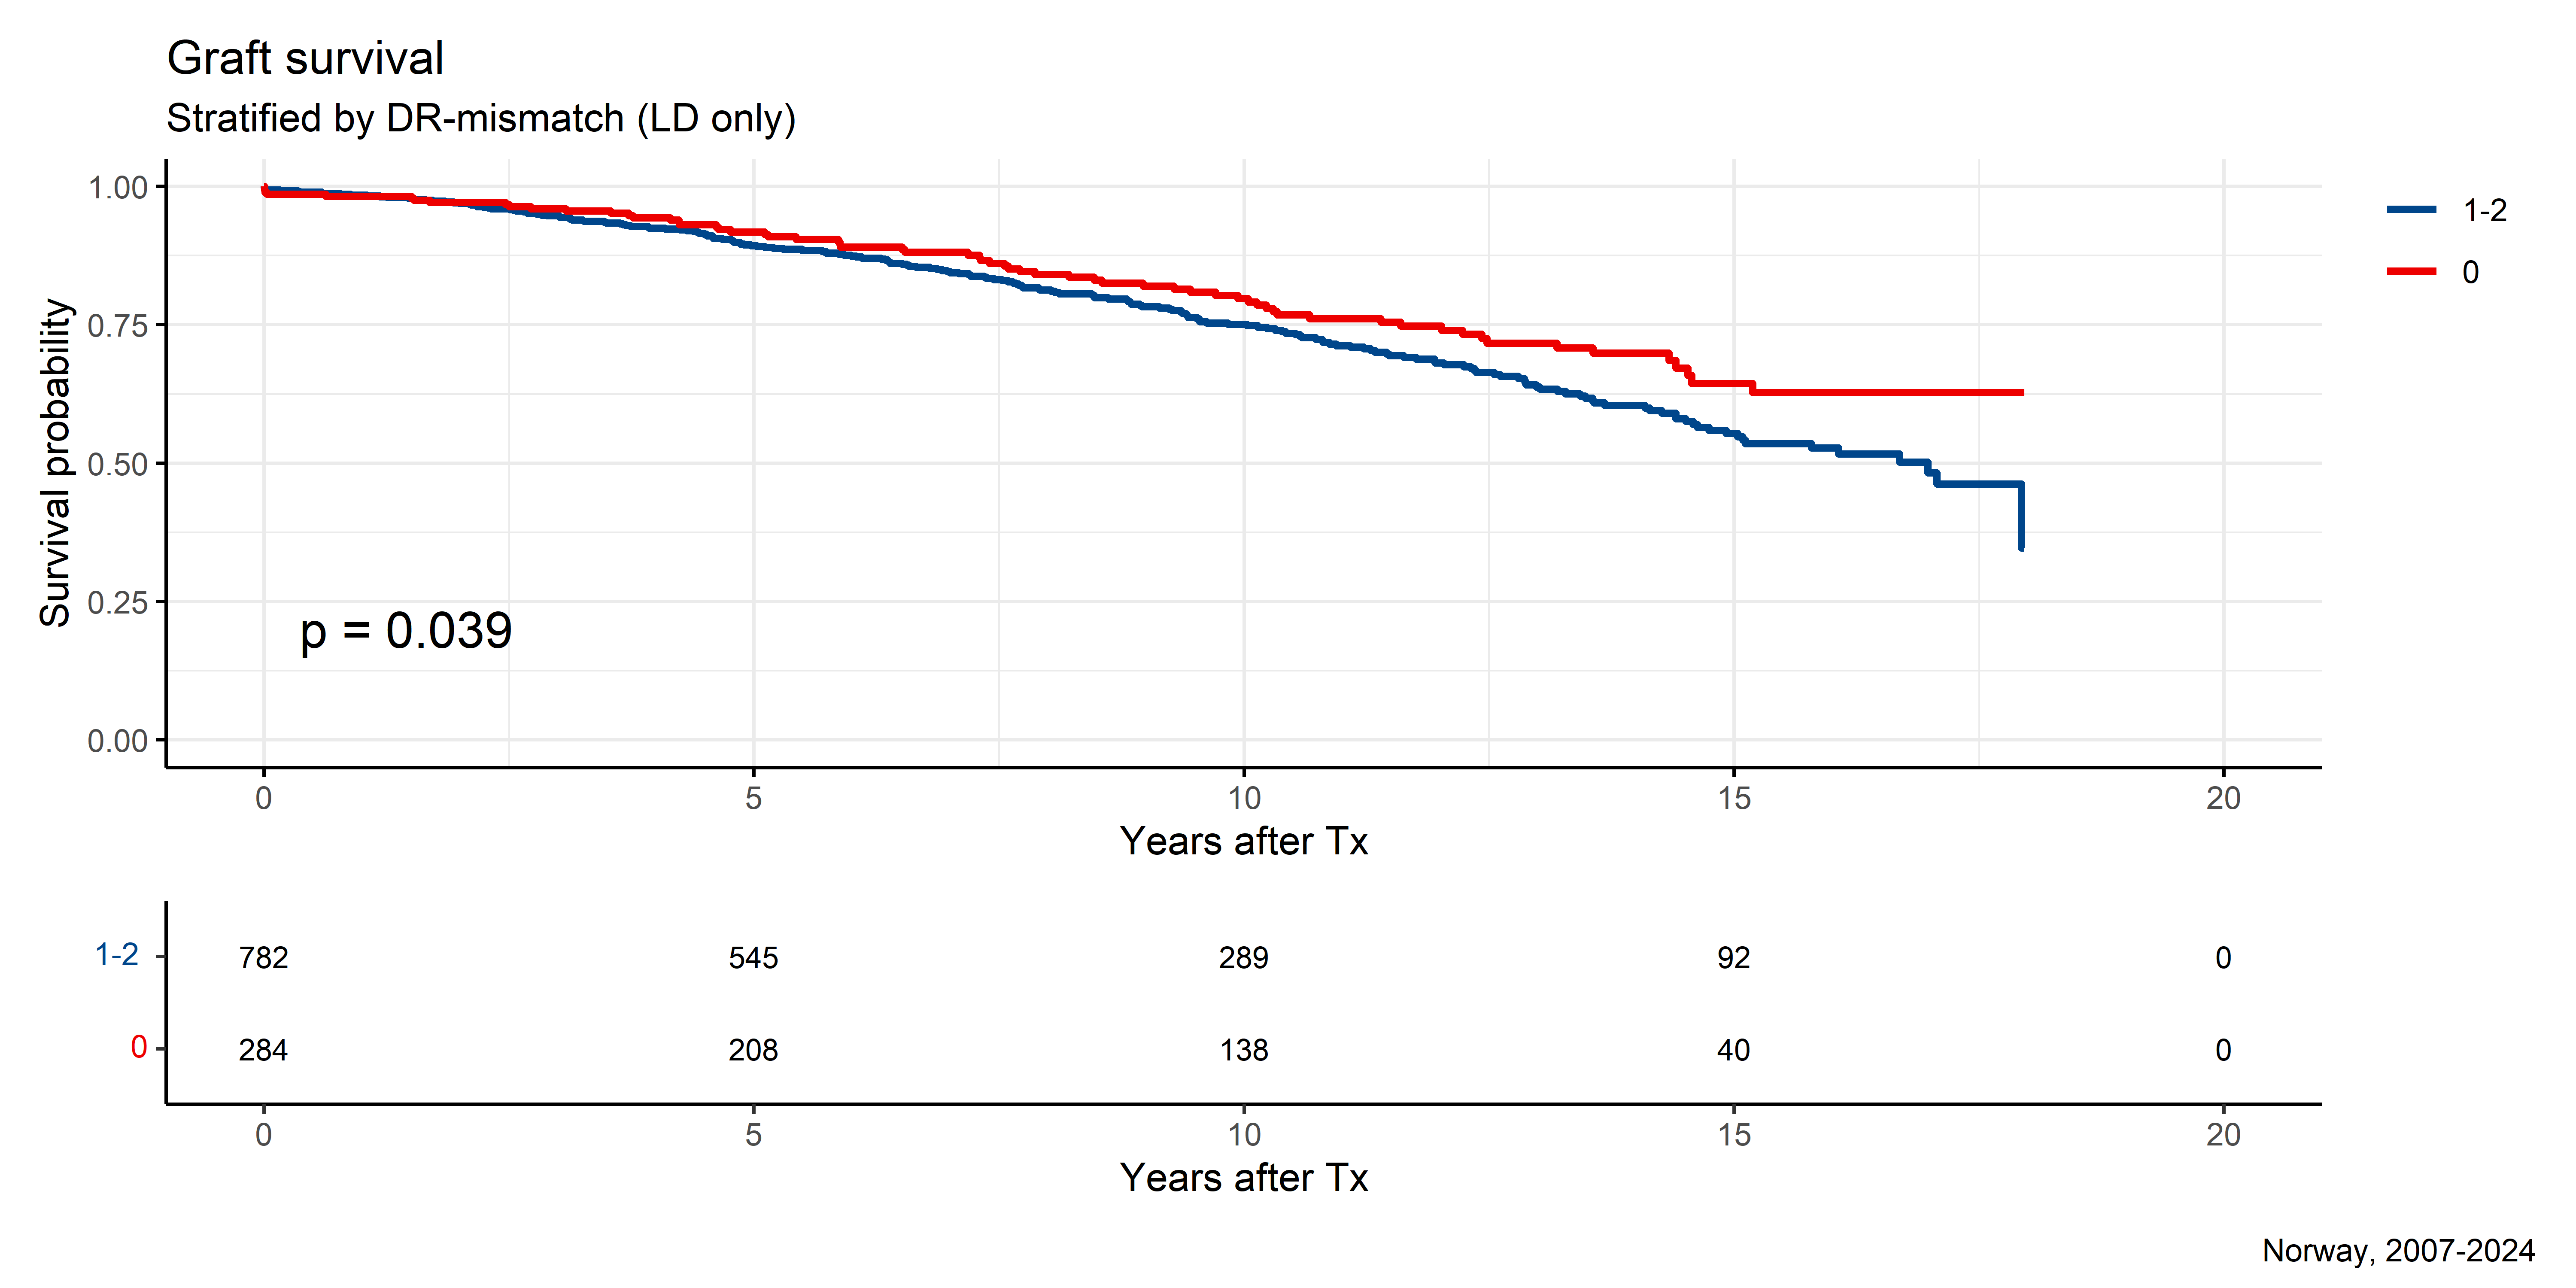 Graft survival
Stratified by DR-mismatch (LD only)
Survival probability
1.00
0.75
0.50
0.25
0.00
p = 0.039
1-2
0
0 5 10 15 20
Years after Tx
1-2 782 545 289 92 0
0 284 208 138 40 0
0 5 10 15 20
Years after Tx
Norway, 2007-2024